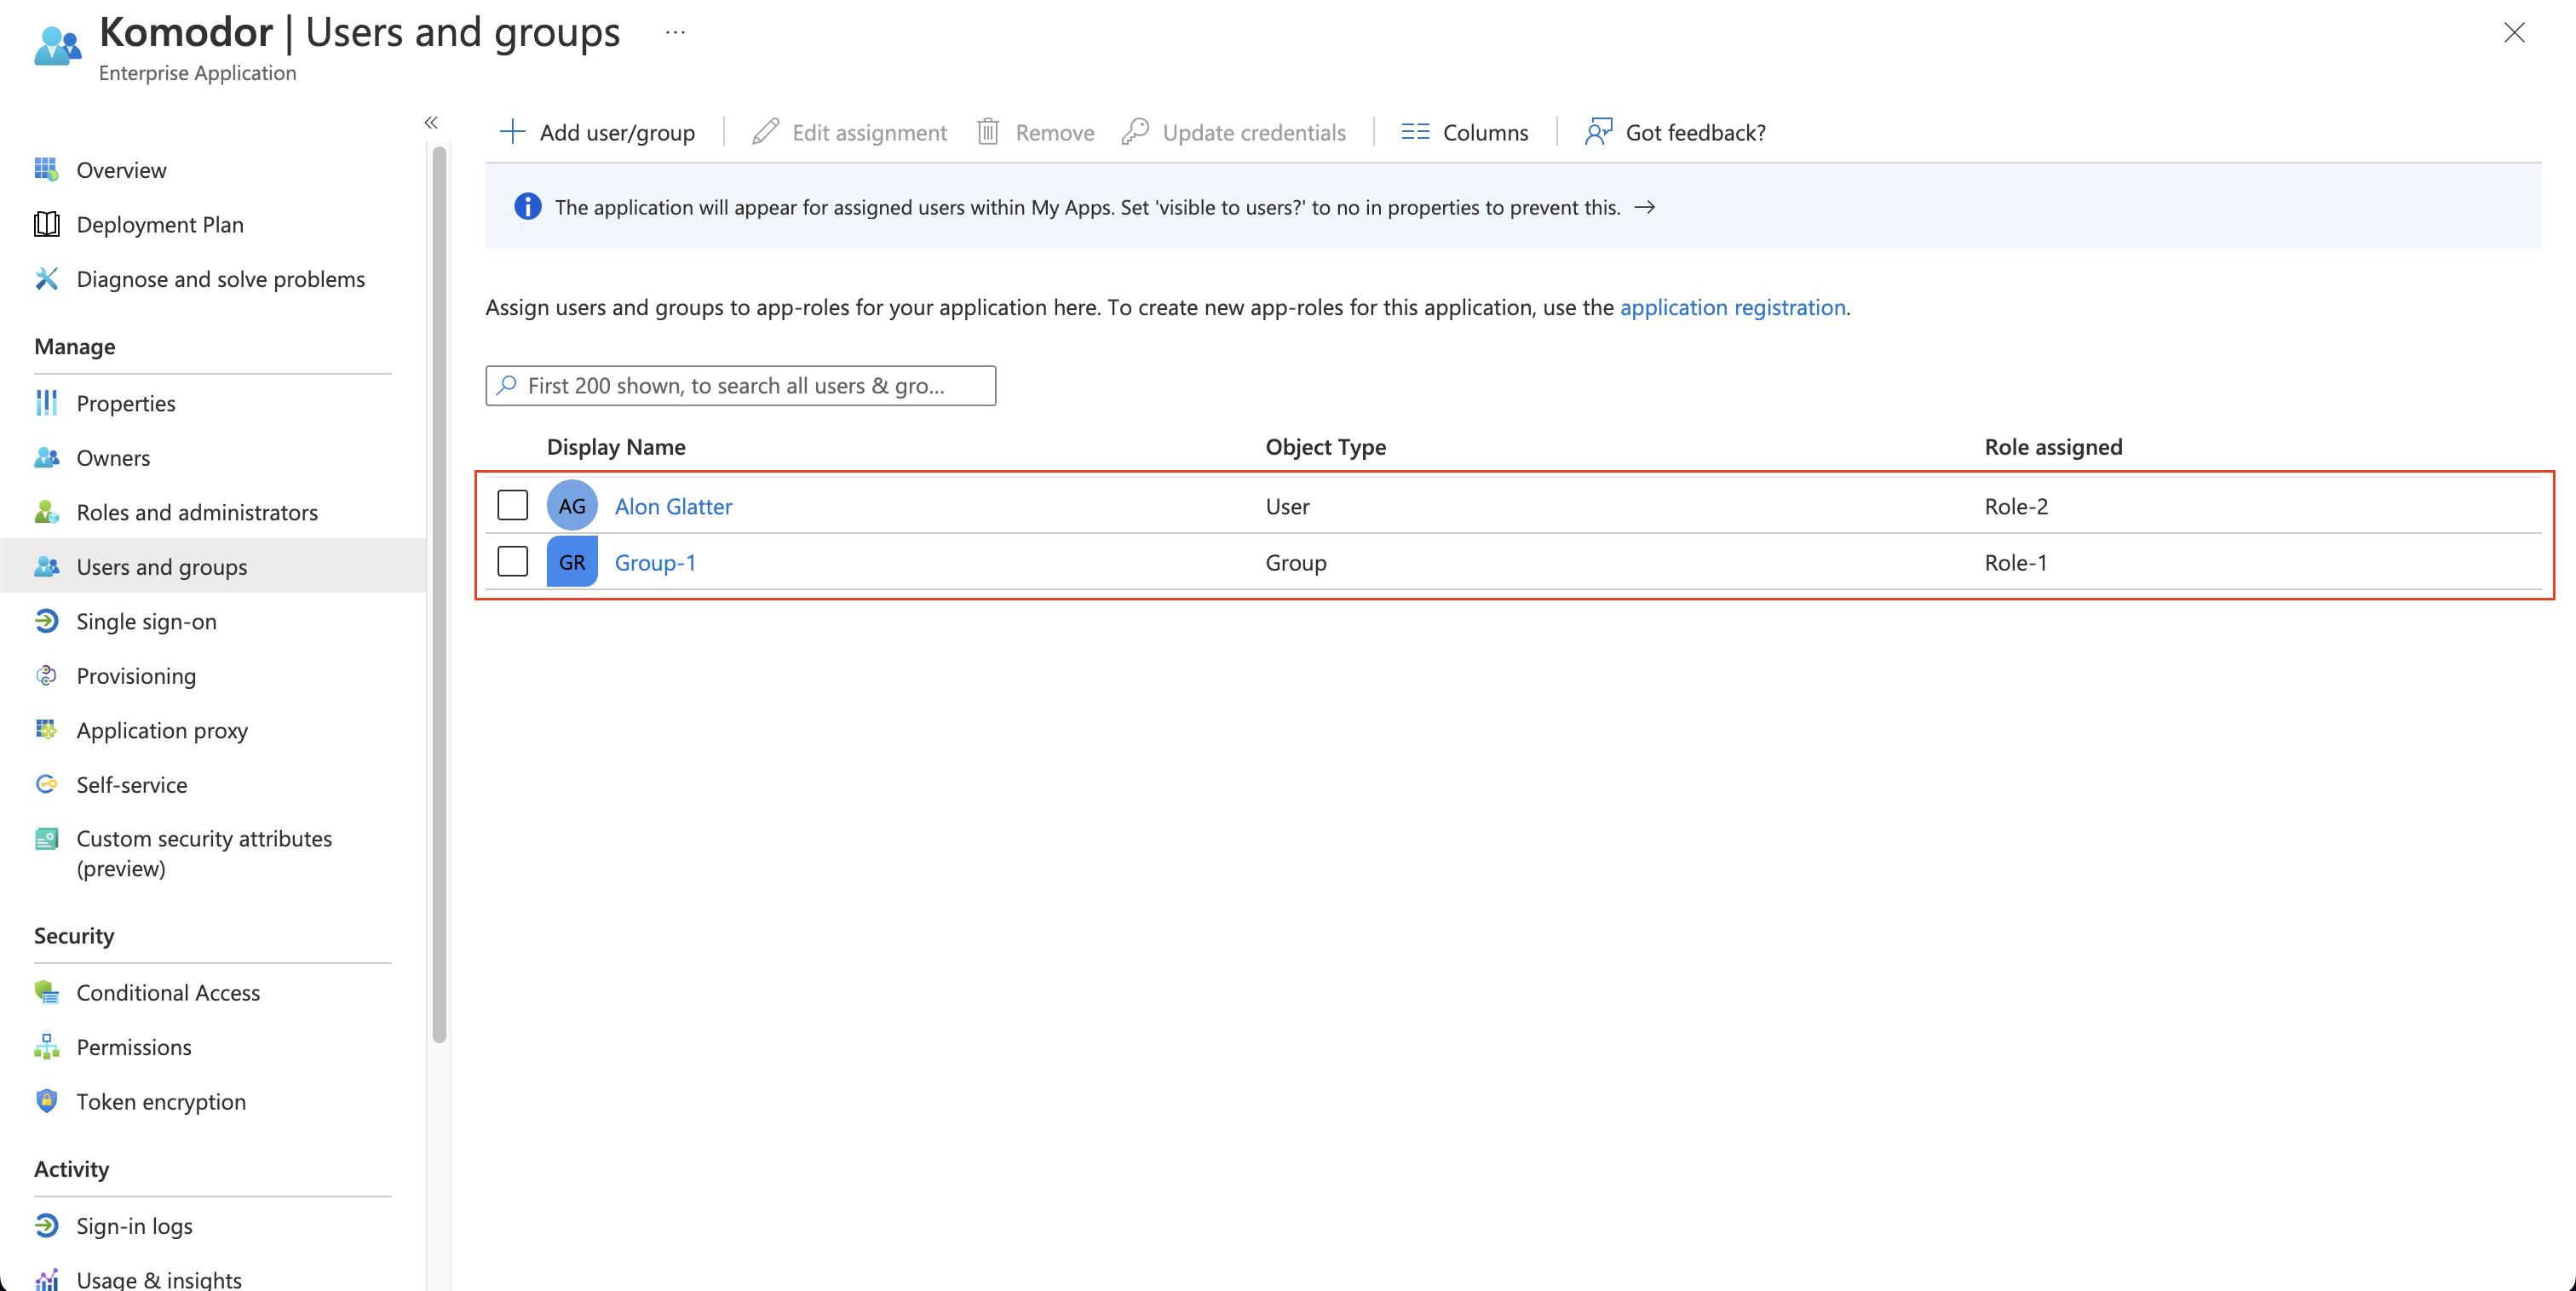 Komodor | Users and groups ...
Enterprise Application
Overview
Deployment Plan
Diagnose and solve problems
Manage
Properties
Owners
Roles and administrators
Users and groups
Single sign-on
Provisioning
Application proxy
Self-service
Custom security attributes
(preview)
Security
Conditional Access
Permissions
Token encryption
Activity
Sign-in logs
Usage & insights
Add user/group Edit assignment Remove Update credentials Columns Got feedback?
The application will appear for assigned users within My Apps. Set 'visible to users?' to no in properties to prevent this. →
Assign users and groups to app-roles for your application here. To create new app-roles for this application, use the application registration.
First 200 shown, to search all users & gro...
Display Name Object Type Role assigned
AG Alon Glatter User Role-2
GR Group-1 Group Role-1